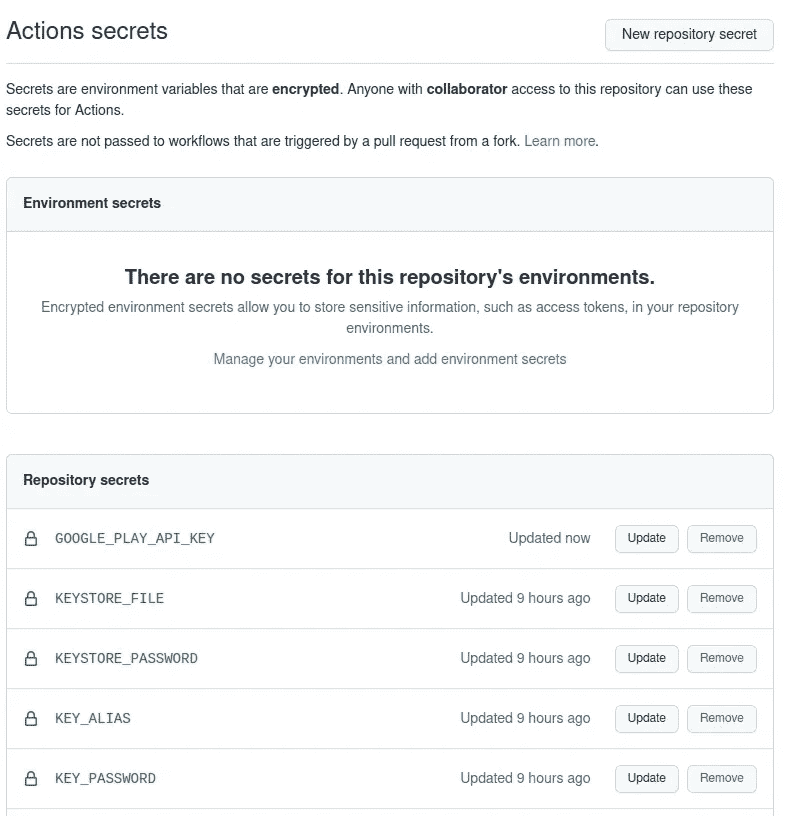 Actions secrets
New repository secret
Secrets are environment variables that are encrypted. Anyone with collaborator access to this repository can use these
secrets for Actions.
Secrets are not passed to workflows that are triggered by a pull request from a fork. Learn more.
Environment secrets
There are no secrets for this repository's environments.
Encrypted environment secrets allow you to store sensitive information, such as access tokens, in your repository
environments.
Manage your environments and add environment secrets
Repository secrets
GOOGLE_PLAY_API_KEY Updated now Update Remove
KEYSTORE_FILE Updated 9 hours ago Update Remove
KEYSTORE_PASSWORD Updated 9 hours ago Update Remove
KEY_ALIAS Updated 9 hours ago Update Remove
KEY_PASSWORD Updated 9 hours ago Update Remove